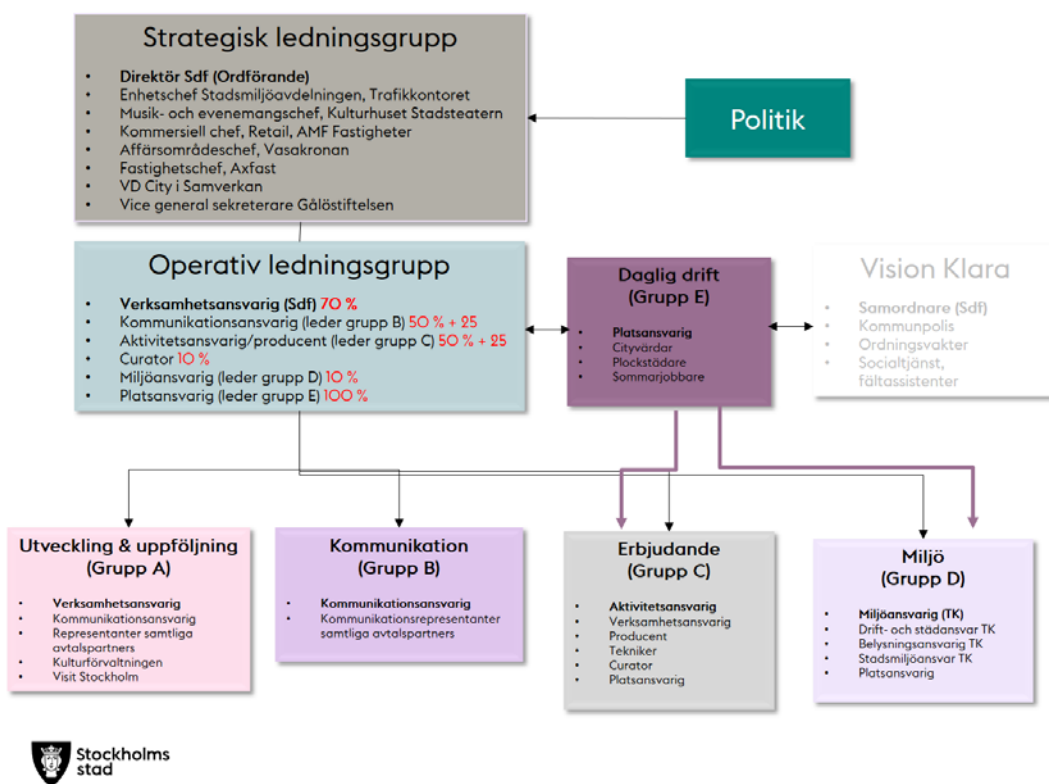 Strategisk ledningsgrupp
• Direktör Sdf (Ordförande)
• Enhetschef Stadsmiljöavdelningen, Trafikkontoret
• Musik- och evenemangschef, Kulturhuset Stadsteatern
• Kommersiell chef, Retail, AMF Fastigheter
• Affärsområdeschef, Vasakronan
• Fastighetschef, Axfast
• VD City i Samverkan
• Vice general sekreterare Gålöstiftelsen
Politik
Operativ ledningsgrupp
• Verksamhetsansvarig (Sdf) 70 %
• Kommunikationsansvarig (leder grupp B) 50 % + 25
• Aktivitetsansvarig/producent (leder grupp C) 50 % + 25
• Curator 10 %
• Miljöansvarig (leder grupp D) 10 %
• Platsansvarig (leder grupp E) 100 %
Daglig drift
(Grupp E)
• Platsansvarig
• Cityvärdar
• Plockstädare
• Sommarjobbare
Vision Klara
• Samordnare (Sdf)
• Kommunpolis
• Ordningsvakter
• Socialtjänst,
fältassistenter
Utveckling & uppföljning
(Grupp A)
• Verksamhetsansvarig
• Kommunikationsansvarig
• Representanter samtliga
avtalspartners
• Kulturförvaltningen
• Visit Stockholm
Kommunikation
(Grupp B)
• Kommunikationsansvarig
• Kommunikationsrepresentanter
samtliga avtalspartners
Erbjudande
(Grupp C)
• Aktivitetsansvarig
• Verksamhetsansvarig
• Producent
• Tekniker
• Curator
• Platsansvarig
Miljö
(Grupp D)
• Miljöansvarig (TK)
• Drift- och städansvar TK
• Belysningsansvarig TK
• Stadsmiljöansvar TK
• Platsansvarig
Stockholms
stad